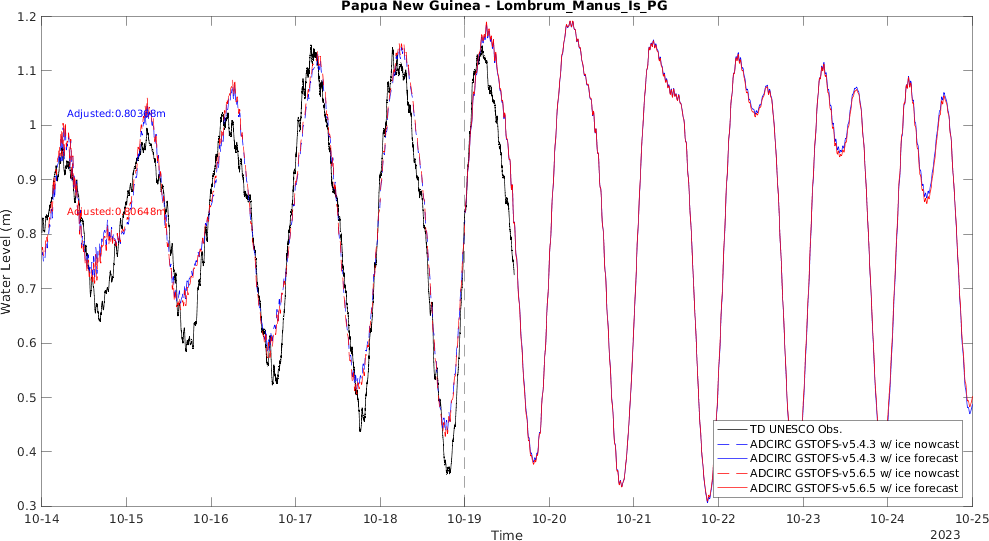 Papua New Guinea - Lombrum_Manus_Is_PG
Water Level (m)
1.2
1.1
1
0.9
0.8
0.7
0.6
0.5
0.4
0.3
Adjusted:0.80308m
Adjusted:0.80648m
TD UNESCO Obs.
ADCIRC GSTOFS-v5.4.3 w/ ice nowcast
ADCIRC GSTOFS-v5.4.3 w/ ice forecast
ADCIRC GSTOFS-v5.6.5 w/ ice nowcast
ADCIRC GSTOFS-v5.6.5 w/ ice forecast
10-14 10-15 10-16 10-17 10-18 10-19 10-20 10-21 10-22 10-23 10-24 10-25
Time
2023